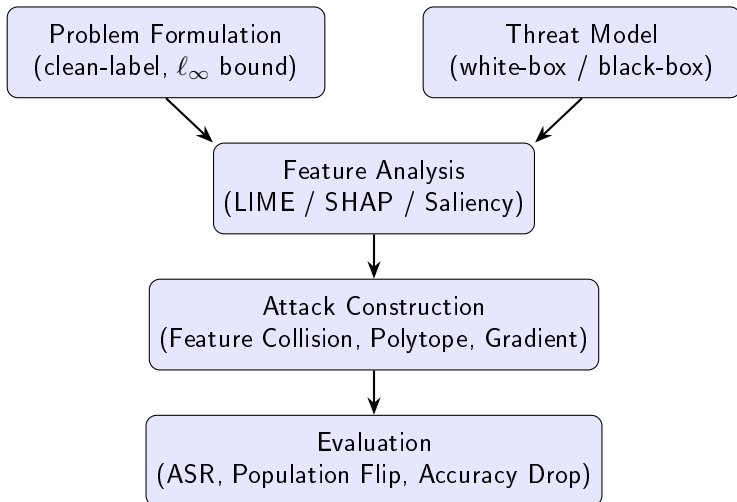 Problem Formulation
(clean-label, ℓ∞ bound)
Threat Model
(white-box / black-box)
Feature Analysis
(LIME / SHAP / Saliency)
Attack Construction
(Feature Collision, Polytope, Gradient)
Evaluation
(ASR, Population Flip, Accuracy Drop)